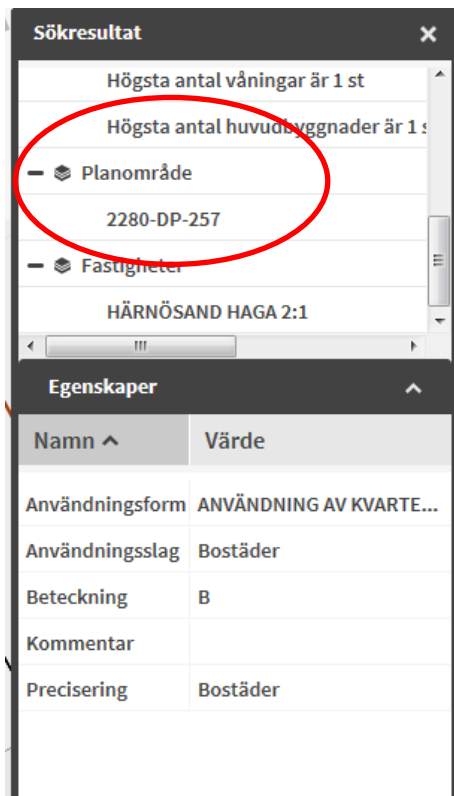 Sökresultat ×
Högsta antal våningar är 1 st
Högsta antal huvudbyggnader är 1 s
Planområde
2280-DP-257
Fastigheter
HÄRNÖSAND HAGA 2:1
Egenskaper
Namn Värde
Användningsform ANVÄNDNING AV KVARTE...
Användningsslag Bostäder
Beteckning B
Kommentar
Precisering Bostäder